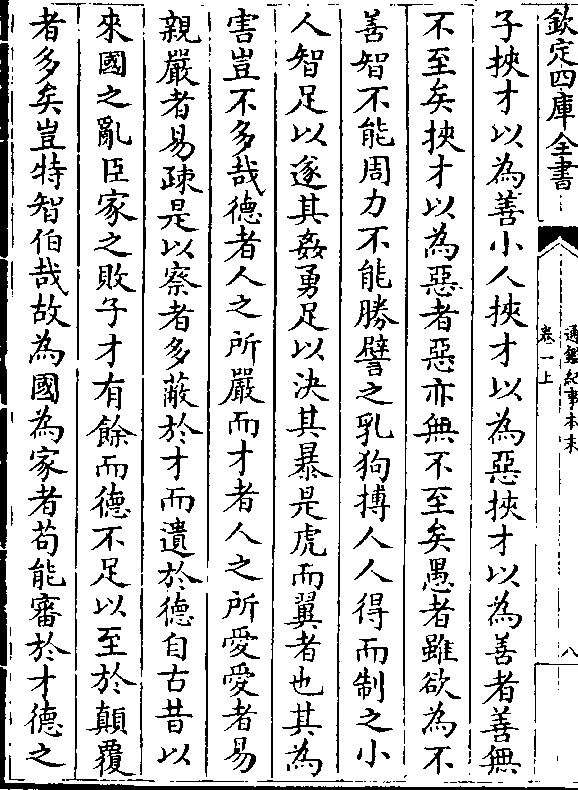 欽定四庫全書
通鑑紀事本末
卷一上
八
子挾才以為善小人挾才以為惡挾才以為善者善無
不至矣挾才以為惡者惡亦無不至矣愚者雖欲為不
善智不能周力不能勝譬之乳狗搏人人得而制之小
人智足以遂其姦勇足以決其暴是虎而翼者也其為
害豈不多哉德者人之所嚴而才者人之所愛愛者易
親嚴者易疎是以察者多蔽於才而遺於德自古昔以
來國之亂臣家之敗子才有餘而德不足以至於顛覆
者多矣豈特智伯哉故為國為家者苟能審於才德之